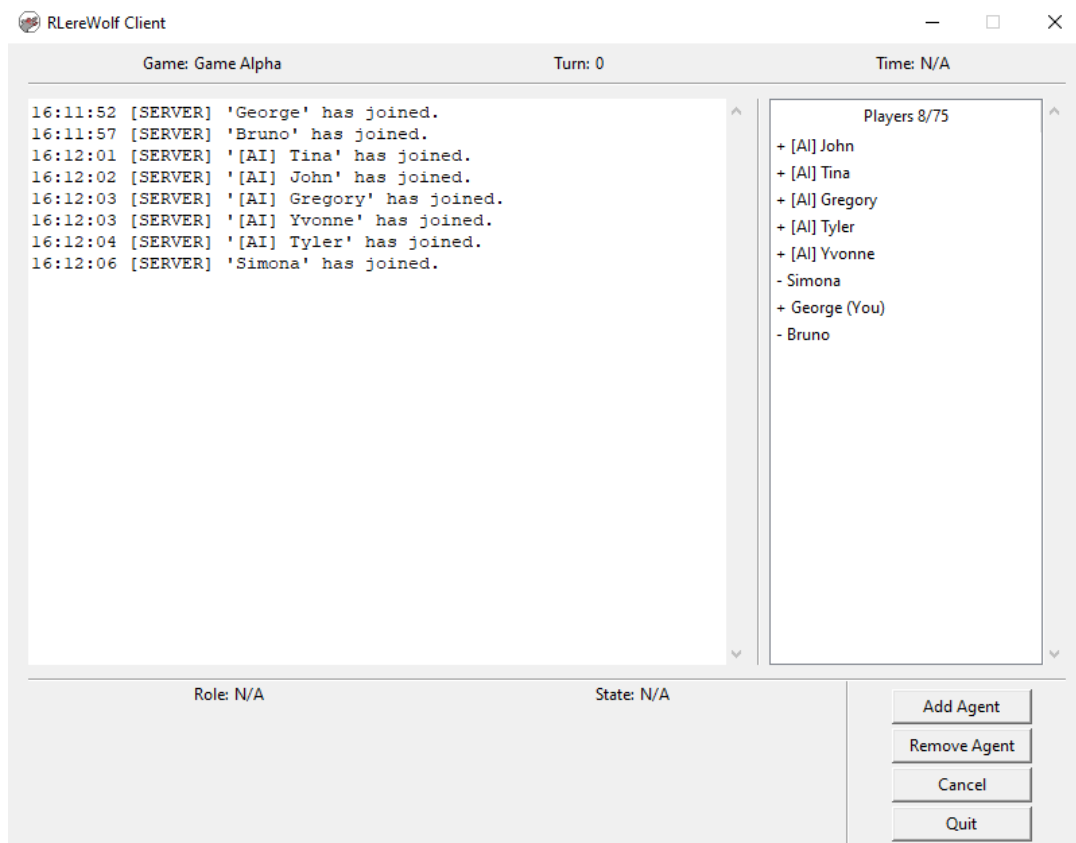 RLereWolf Client
Game: Game Alpha
Turn: 0
Time: N/A
16:11:52 [SERVER] 'George' has joined.
16:11:57 [SERVER] 'Bruno' has joined.
16:12:01 [SERVER] '[AI] Tina' has joined.
16:12:02 [SERVER] '[AI] John' has joined.
16:12:03 [SERVER] '[AI] Gregory' has joined.
16:12:03 [SERVER] '[AI] Yvonne' has joined.
16:12:04 [SERVER] '[AI] Tyler' has joined.
16:12:06 [SERVER] 'Simona' has joined.
Players 8/75
+ [AI] John
+ [AI] Tina
+ [AI] Gregory
+ [AI] Tyler
+ [AI] Yvonne
- Simona
+ George (You)
- Bruno
Role: N/A
State: N/A
Add Agent
Remove Agent
Cancel
Quit